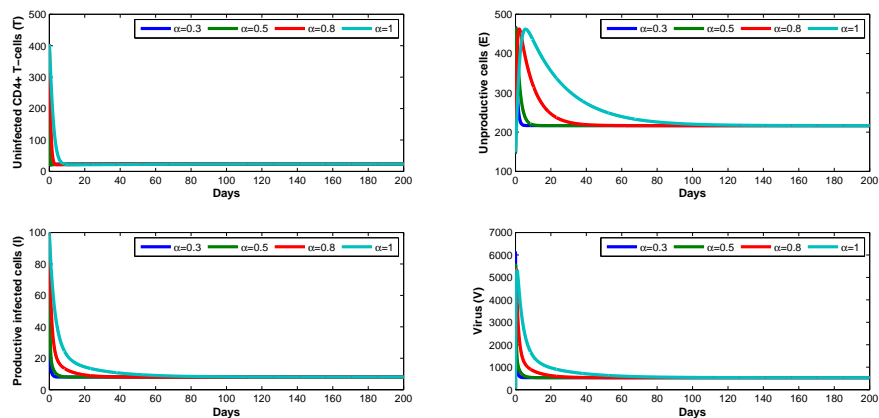 Uninfected CD4+ T-cells (T)
500
400
300
200
100
0
α=0.3 α=0.5 α=0.8 α=1
0 20 40 60 80 100 120 140 160 180 200
Days
Unproductive cells (E)
500
400
300
200
100
α=0.3 α=0.5 α=0.8 α=1
0 20 40 60 80 100 120 140 160 180 200
Days
Productive infected cells (I)
100
80
60
40
20
0
α=0.3 α=0.5 α=0.8 α=1
0 20 40 60 80 100 120 140 160 180 200
Days
Virus (V)
7000
6000
5000
4000
3000
2000
1000
0
α=0.3 α=0.5 α=0.8 α=1
0 20 40 60 80 100 120 140 160 180 200
Days